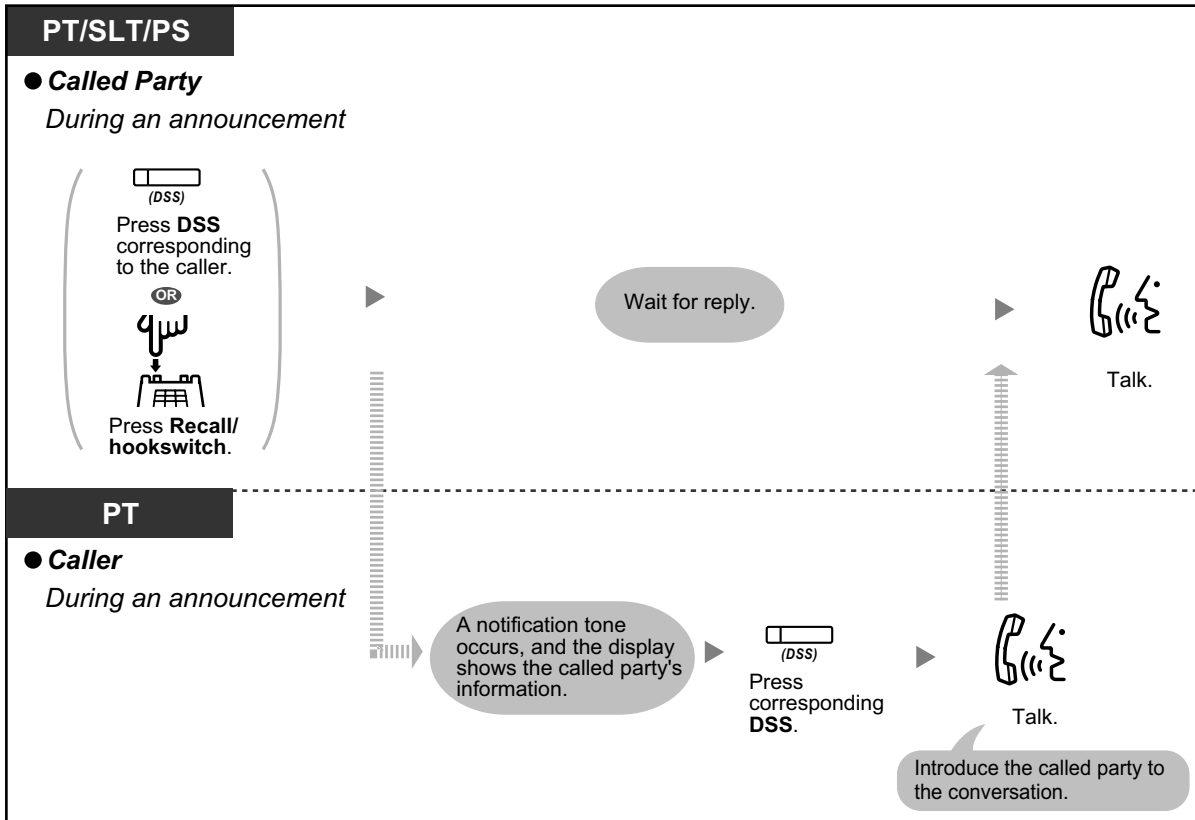 PT/SLT/PS
● Called Party
During an announcement
(DSS)
Press DSS
corresponding
to the caller.
OR
Press Recall/
hookswitch.
Wait for reply.
Talk.
PT
● Caller
During an announcement
A notification tone
occurs, and the display
shows the called party's
information.
(DSS)
Press
corresponding
DSS.
Talk.
Introduce the called party to
the conversation.